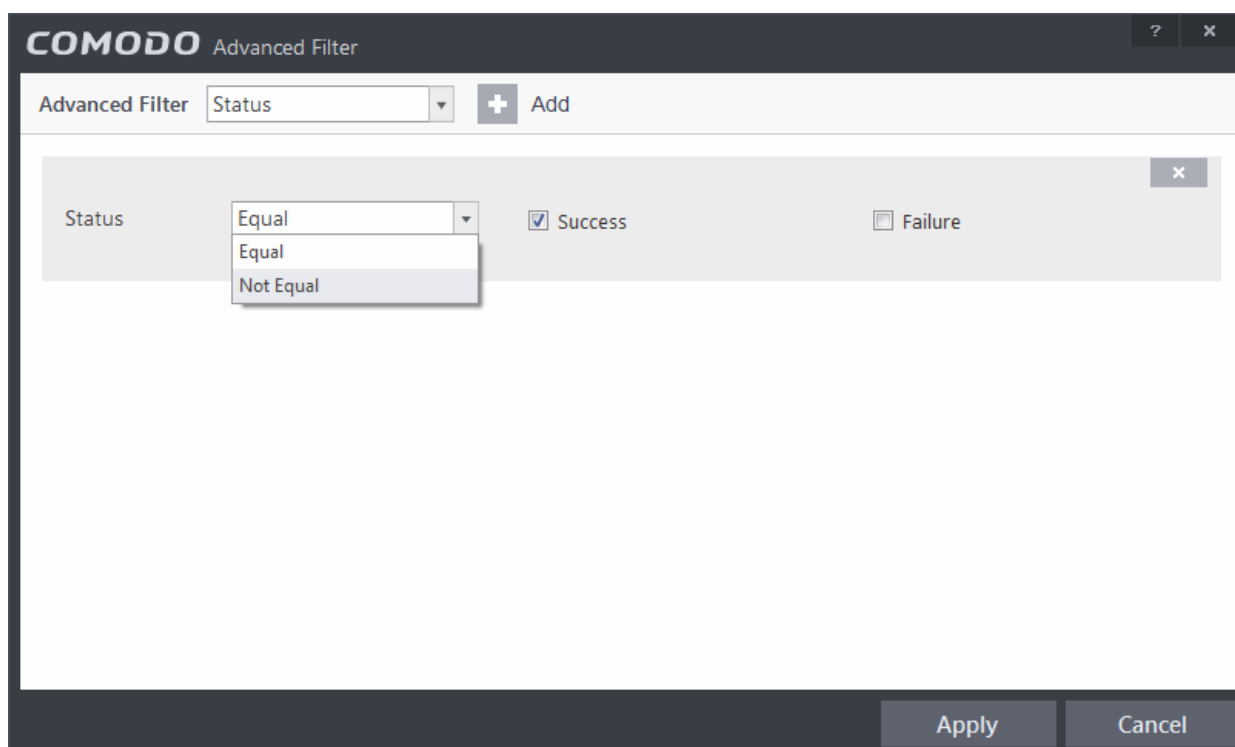 COMODO Advanced Filter ? ×
Advanced Filter Status + Add
×
Status Equal Success Failure
Equal
Not Equal
Apply Cancel